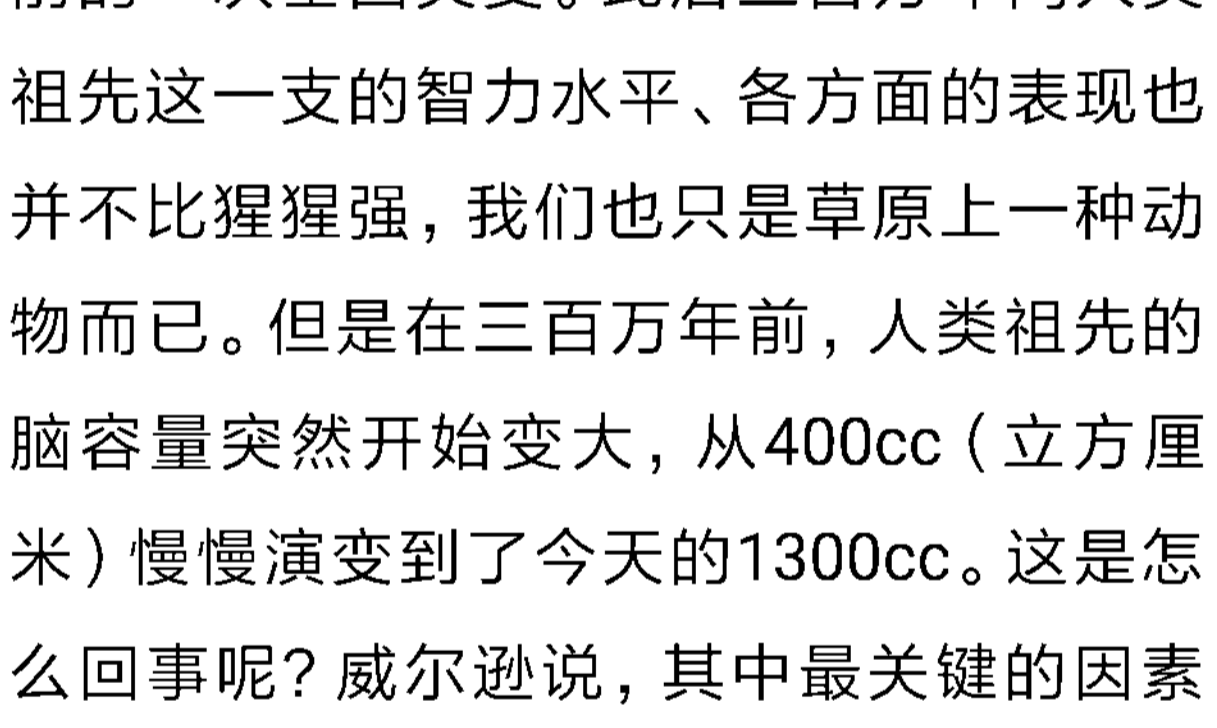 祖先这一支的智力水平、各方面的表现也
并不比猩猩强，我们也只是草原上一种动
物而已。但是在三百万年前，人类祖先的
脑容量突然开始变大，从400cc（立方厘
米）慢慢演变到了今天的1300cc。这是怎
么回事呢？威尔逊说，其中最关键的因素